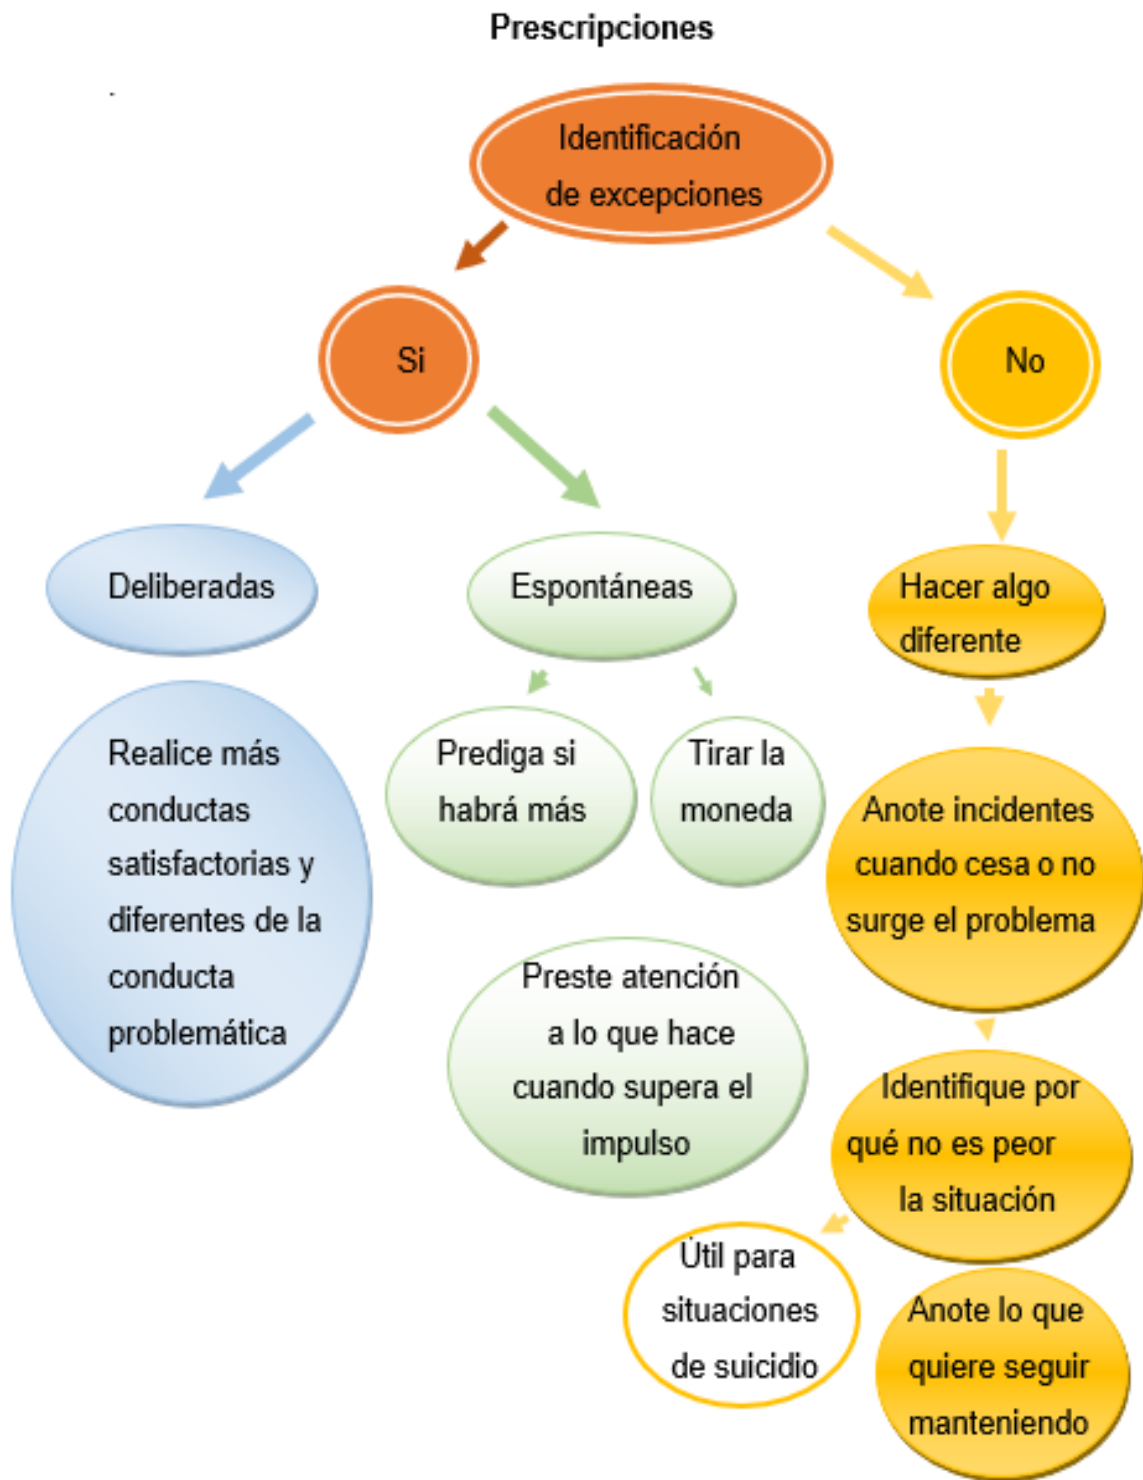 Prescripciones
Identificación
de excepciones
Si
No
Deliberadas
Espontáneas
Hacer algo
diferente
Realice más
conductas
satisfactorias y
diferentes de la
conducta
problemática
Prediga si
habrá más
Tirar la
moneda
Anote incidentes
cuando cesa o no
surge el problema
Preste atención
a lo que hace
cuando supera el
impulso
Identifique por
qué no es peor
la situación
Útil para
situaciones
de suicidio
Anote lo que
quiere seguir
manteniendo